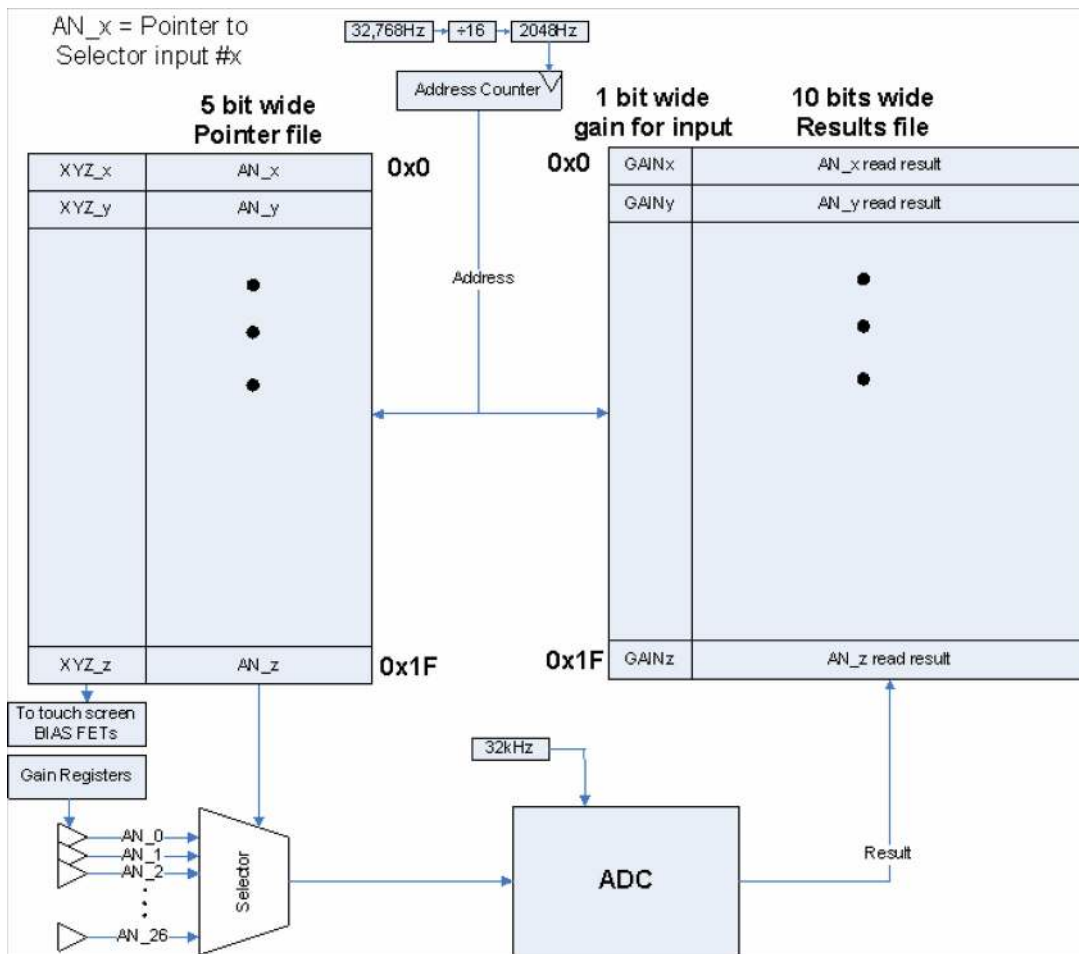 AN_x = Pointer to
Selector input #x
32,768Hz
÷16
2048Hz
Address Counter
5 bit wide
Pointer file
1 bit wide
gain for input
10 bits wide
Results file
XYZ_x
AN_x
0x0
0x0
GAINx
AN_x read result
XYZ_y
AN_y
GAINy
AN_y read result
Address
XYZ_z
AN_z
0x1F
0x1F
GAINz
AN_z read result
To touch screen
BIAS FETs
Gain Registers
32kHz
AN_0
AN_1
AN_2
AN_26
Selector
ADC
Result